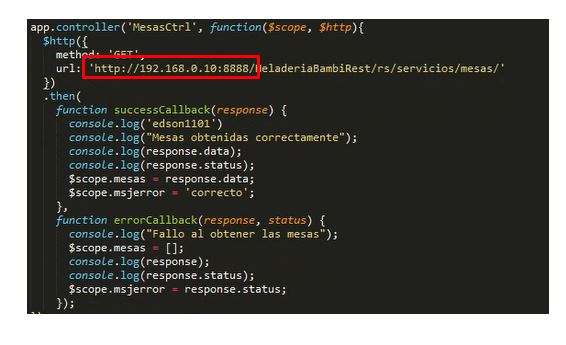 app.controller('MesasCtrl', function($scope, $http){
$http({
method: 'GET',
url: 'http://192.168.0.10:8888/HeladeriaBambiRest/rs/servicios/mesas/'
})
.then(
function successCallback(response) {
console.log('edson1101')
console.log("Mesas obtenidas correctamente");
console.log(response.data);
console.log(response.status);
$scope.mesas = response.data;
$scope.msjerror = 'correcto';
},
function errorCallback(response, status) {
console.log("Fallo al obtener las mesas");
$scope.mesas = [];
console.log(response);
console.log(response.status);
$scope.msjerror = response.status;
});